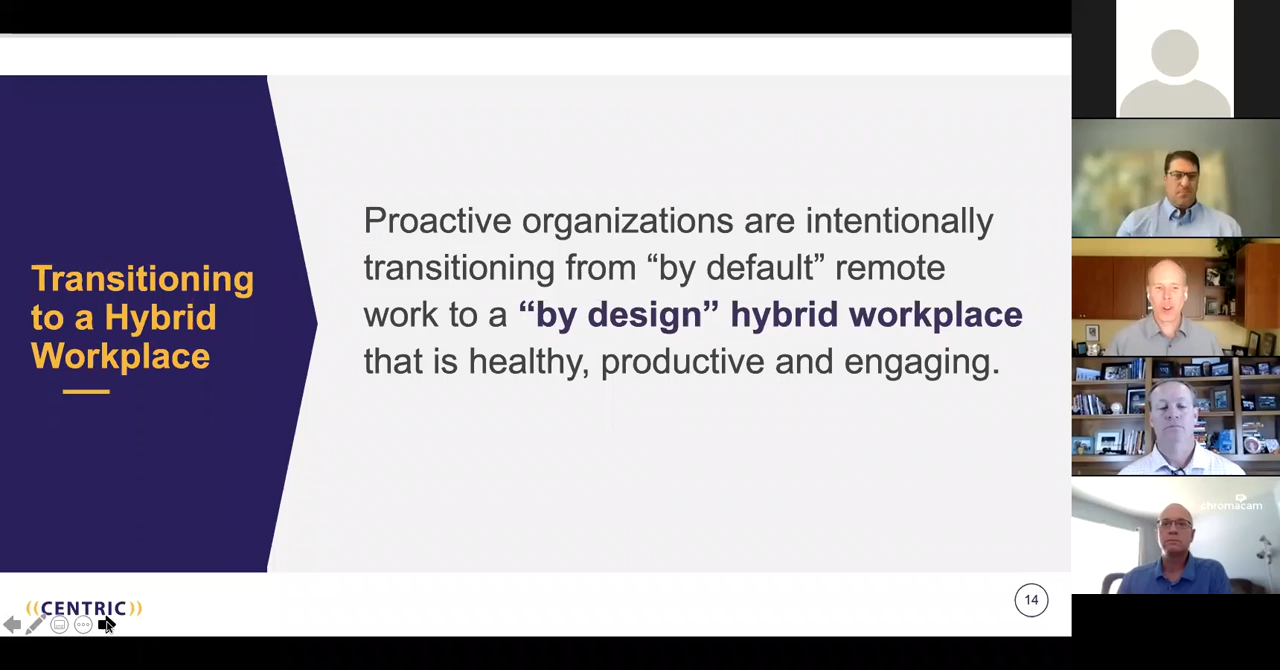 Transitioning
to a Hybrid
Workplace
Proactive organizations are intentionally
transitioning from “by default” remote
work to a “by design” hybrid workplace
that is healthy, productive and engaging.
((CENTRIC))
14
chromacam